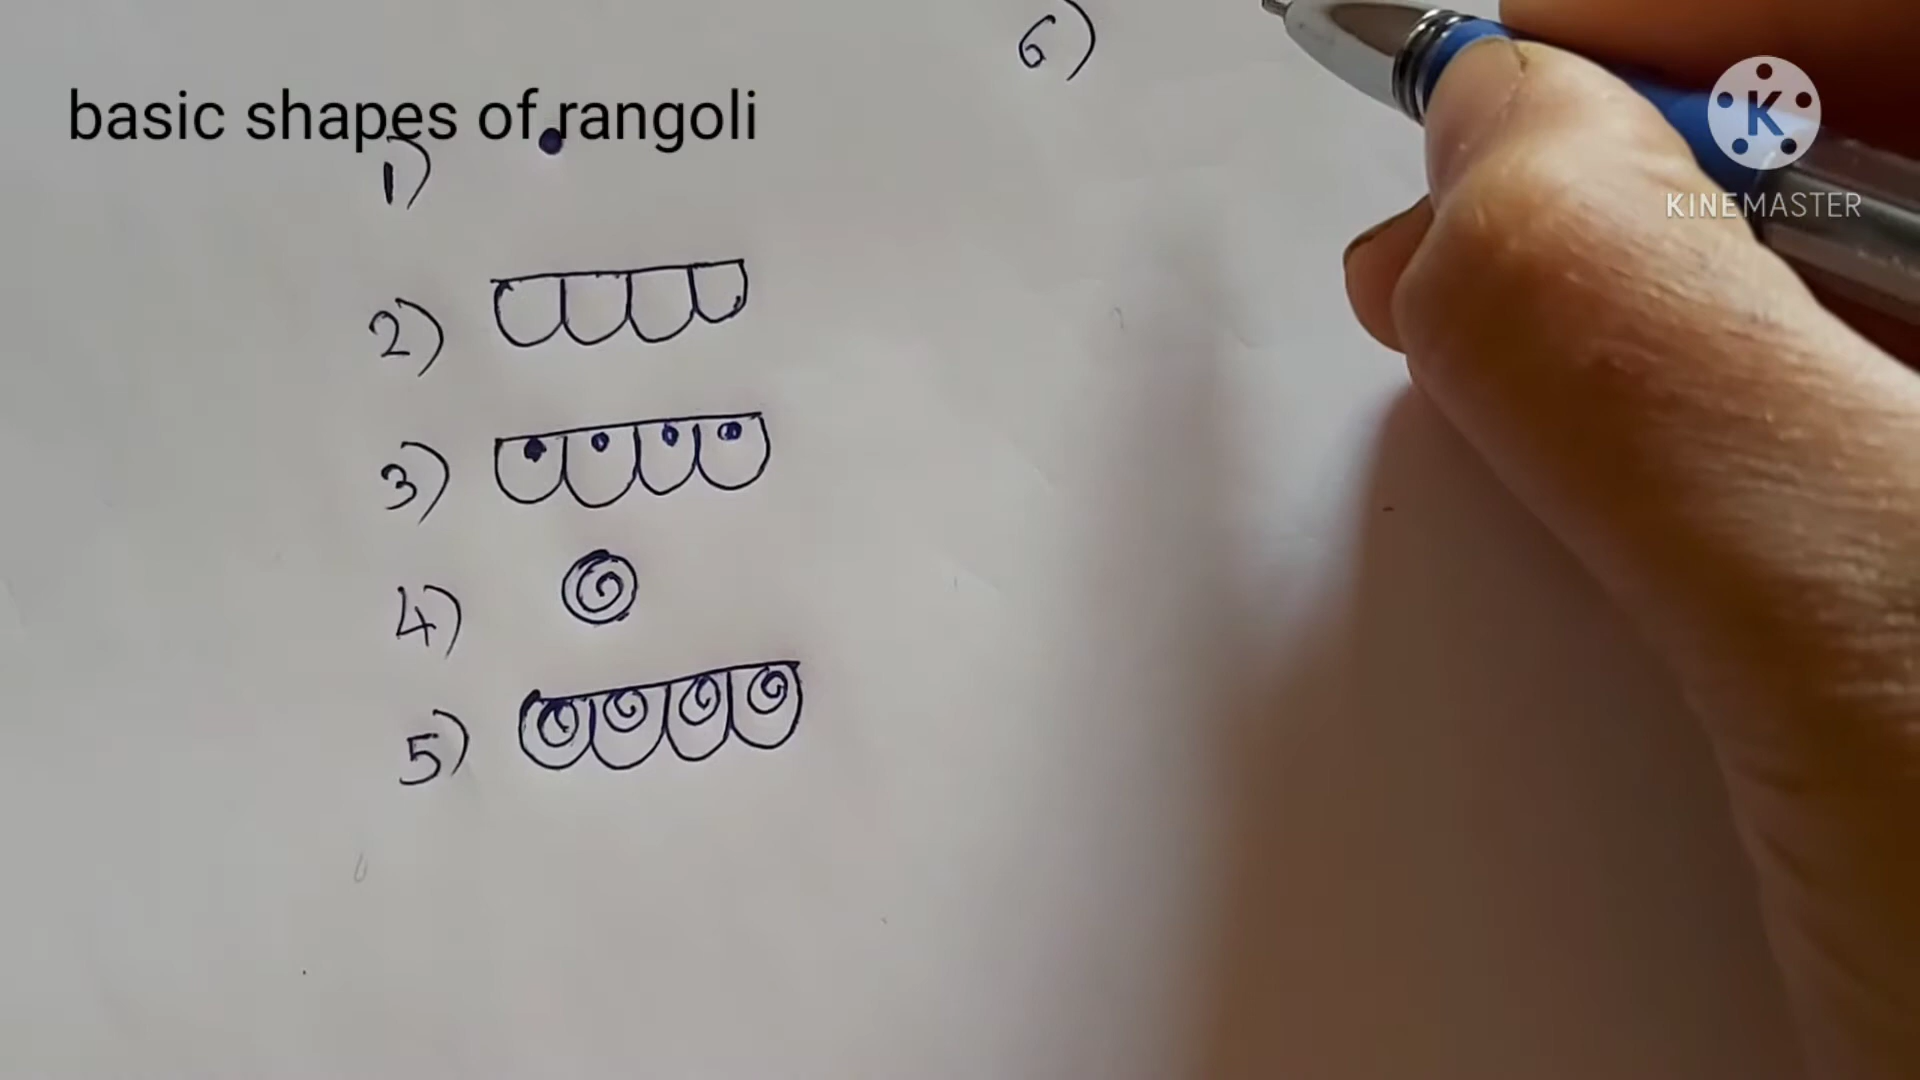 basic shapes of rangoli
1)
2)
3)
4)
5)
6)
K
KINEMASTER